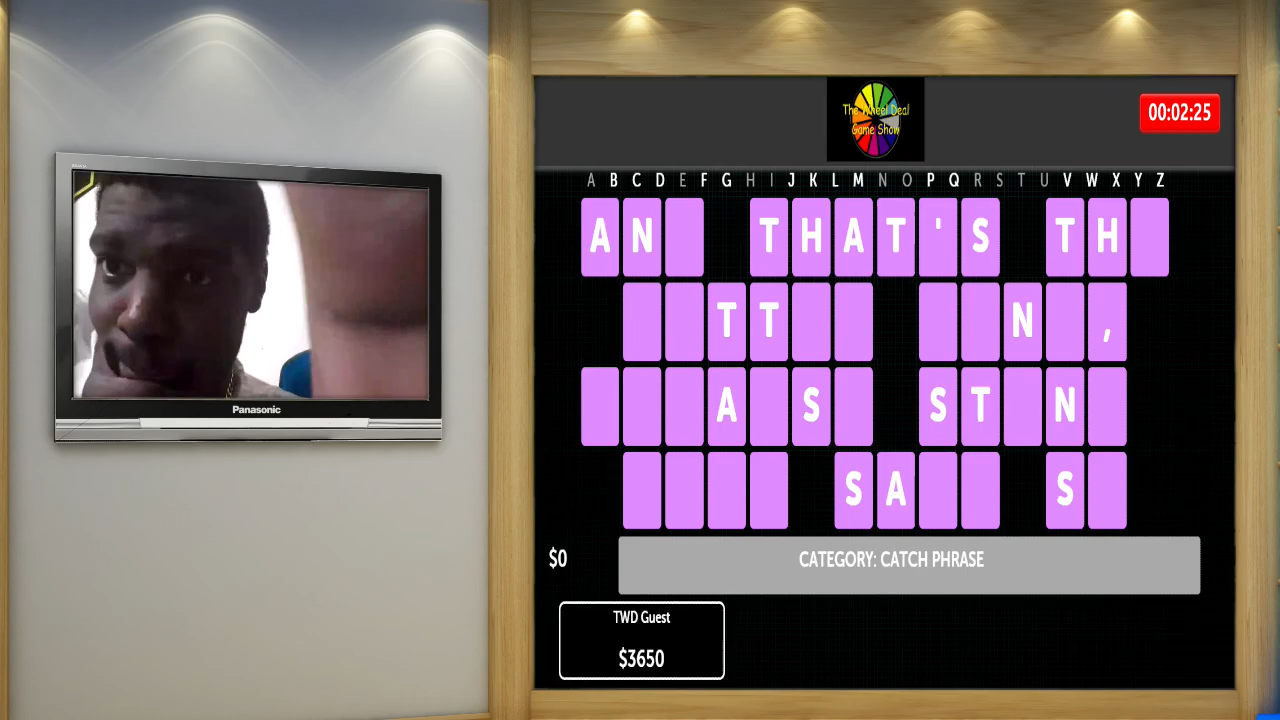 The Wheel Deal
Game Show
00:02:25
A B C D E F G H I J K L M N O P Q R S T U V W X Y Z
AN THAT'S TH
TT N ,
A S ST N
SA S
$0
CATEGORY: CATCH PHRASE
TWD Guest
$3650
Panasonic